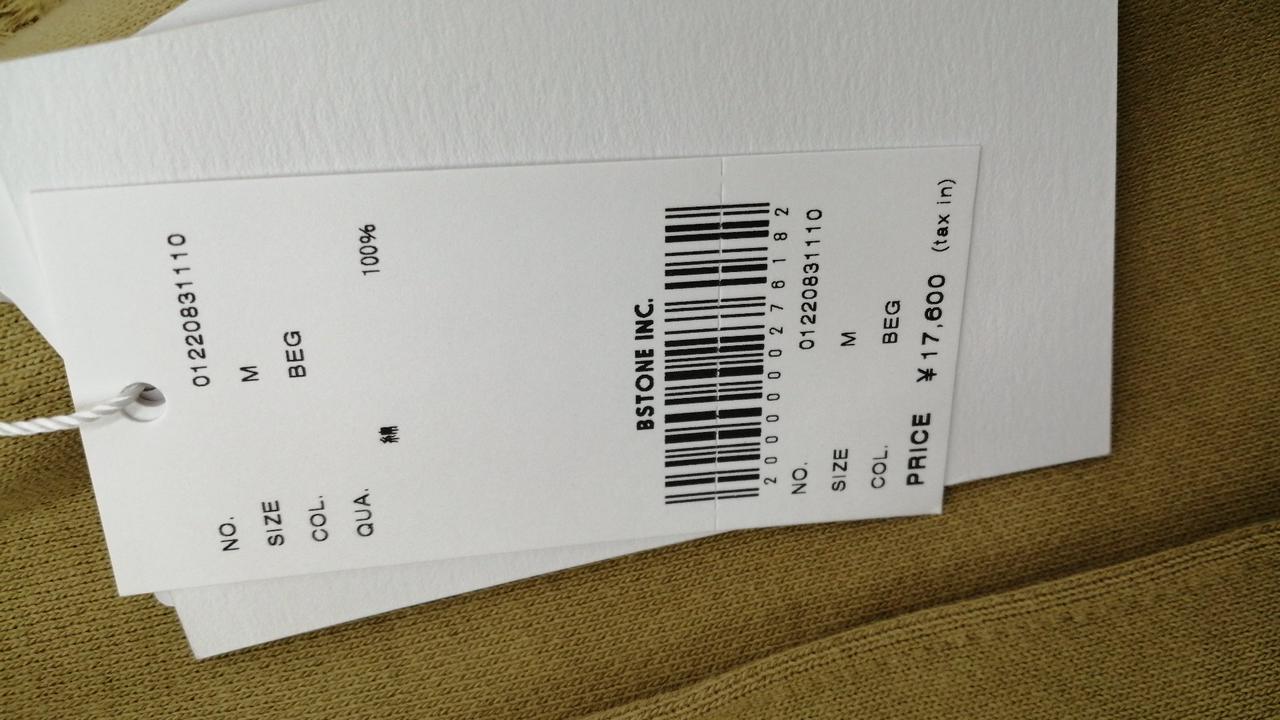 NO. 01220831110
SIZE M
COL. BEG
QUA. 綿 100%
BSTONE INC.
2000000276182
NO. 01220831110
SIZE M
COL. BEG
PRICE ¥17,600 (tax in)